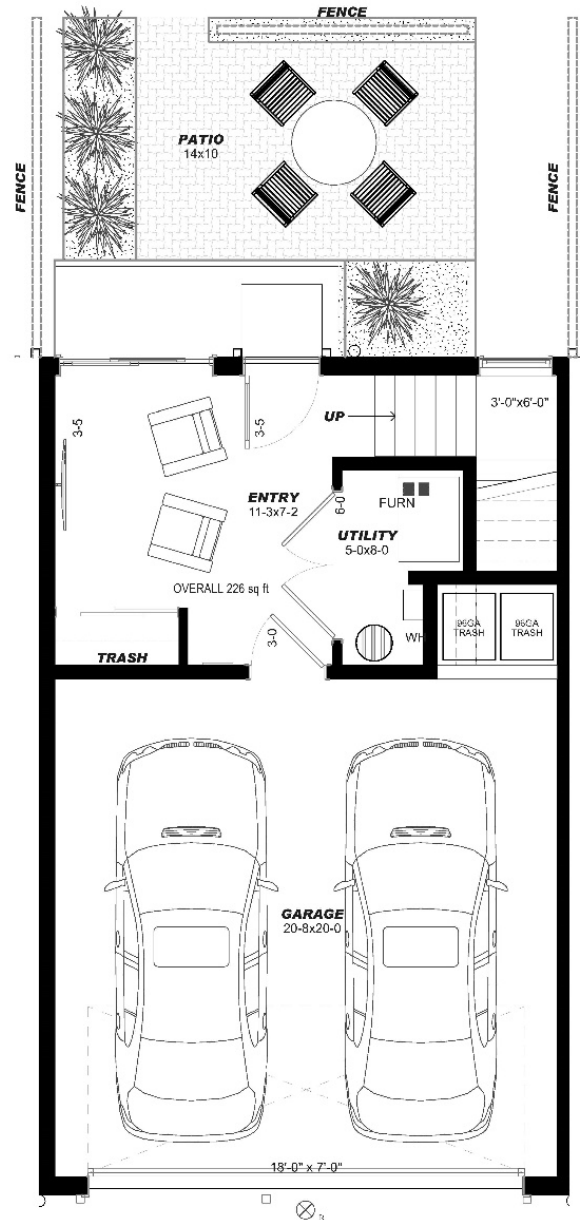 FENCE
PATIO
14x10
FENCE
FENCE
3'-0"x6'-0"
3-5
3-5
UP
ENTRY
11-3x7-2
6-0
FURN
UTILITY
5-0x8-0
OVERALL 226 sq ft
3-0
WH
96GA
TRASH
96GA
TRASH
TRASH
GARAGE
20-8x20-0
18'-0" x 7'-0"